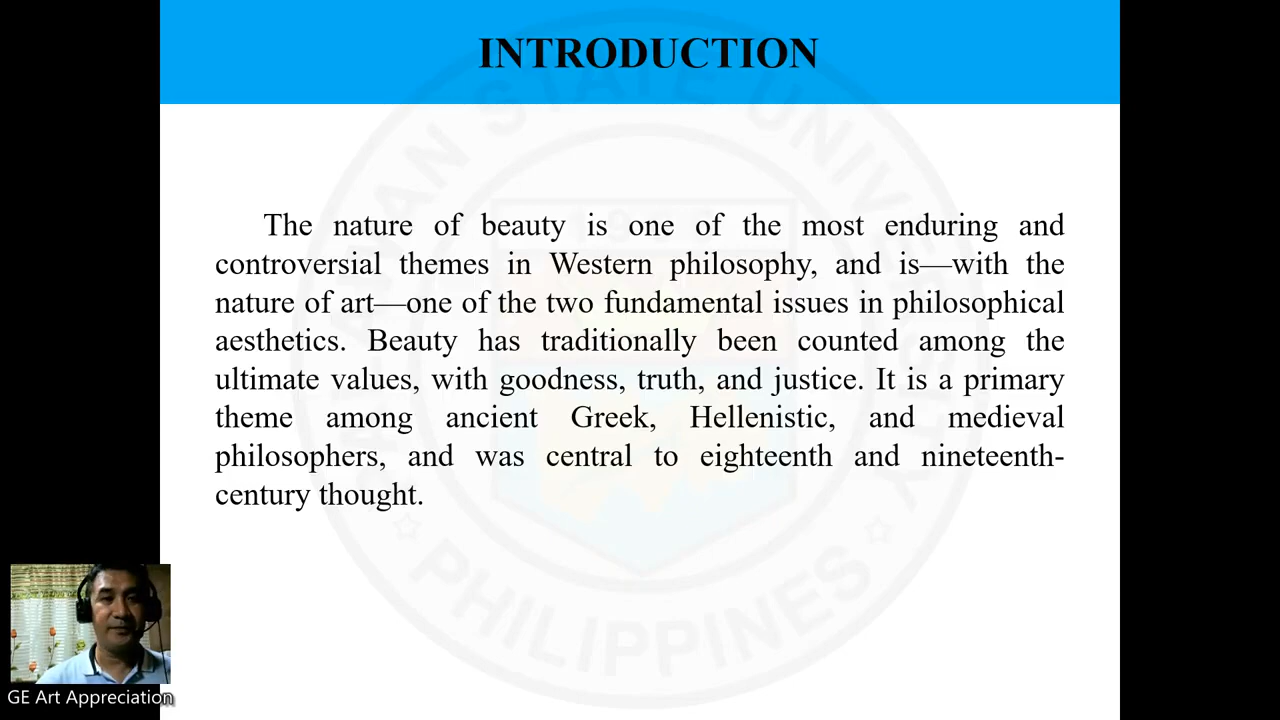 INTRODUCTION
The nature of beauty is one of the most enduring and
controversial themes in Western philosophy, and is—with the
nature of art—one of the two fundamental issues in philosophical
aesthetics. Beauty has traditionally been counted among the
ultimate values, with goodness, truth, and justice. It is a primary
theme among ancient Greek, Hellenistic, and medieval
philosophers, and was central to eighteenth and nineteenth-
century thought.
STATE UNIVERSITY
PHILIPPINES
GE Art Appreciation